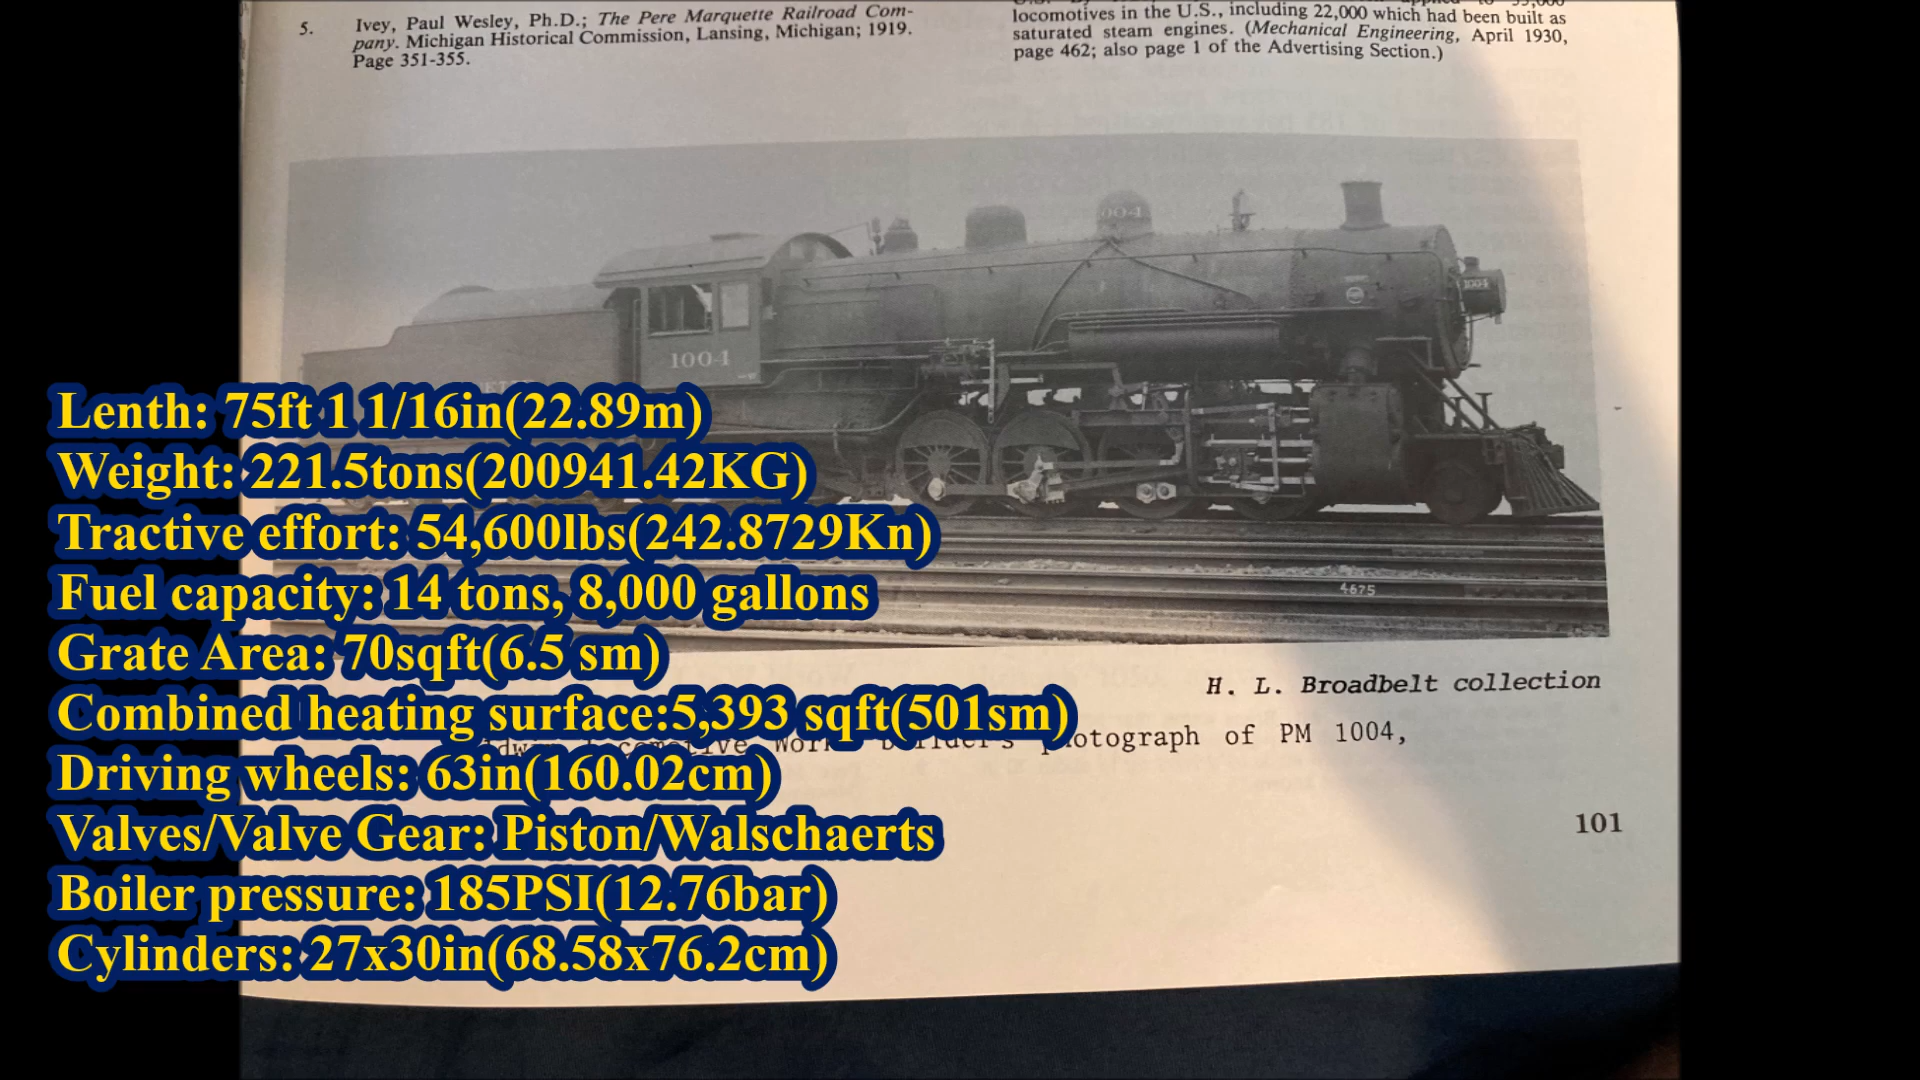 5. Ivey, Paul Wesley, Ph.D.; The Pere Marquette Railroad Com-
pany. Michigan Historical Commission, Lansing, Michigan; 1919.
Page 351-355.
locomotives in the U.S., including 22,000 which had been built as
saturated steam engines. (Mechanical Engineering, April 1930,
page 462; also page 1 of the Advertising Section.)
004
1004
1004
4675
Lenth: 75ft 1 1/16in(22.89m)
Weight: 221.5tons(200941.42KG)
Tractive effort: 54,600lbs(242.8729Kn)
Fuel capacity: 14 tons, 8,000 gallons
Grate Area: 70sqft(6.5 sm)
Combined heating surface:5,393 sqft(501sm)
Driving wheels: 63in(160.02cm)
Valves/Valve Gear: Piston/Walschaerts
Boiler pressure: 185PSI(12.76bar)
Cylinders: 27x30in(68.58x76.2cm)
H. L. Broadbelt collection
of PM 1004,
101